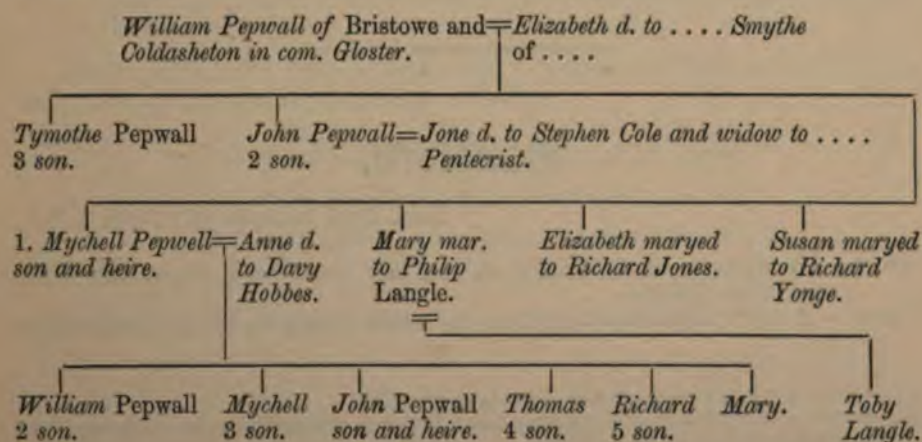 William Pepwall of Bristowe and=Elizabeth d. to . . . . Smythe
Coldasheton in com. Gloster. of . . . .
Tymothe Pepwall John Pepwall=Jone d. to Stephen Cole and widow to . . . .
3 son. 2 son. Pentecrist.
1. Mychell Pepwell=Anne d. Mary mar. Elizabeth maryed Susan maryed
son and heire. to Davy to Philip to Richard Jones. to Richard
Hobbes. Langle. Yonge.
William Pepwall Mychell John Pepwall Thomas Richard Mary. Toby
2 son. 3 son. son and heire. 4 son. 5 son. Langle.